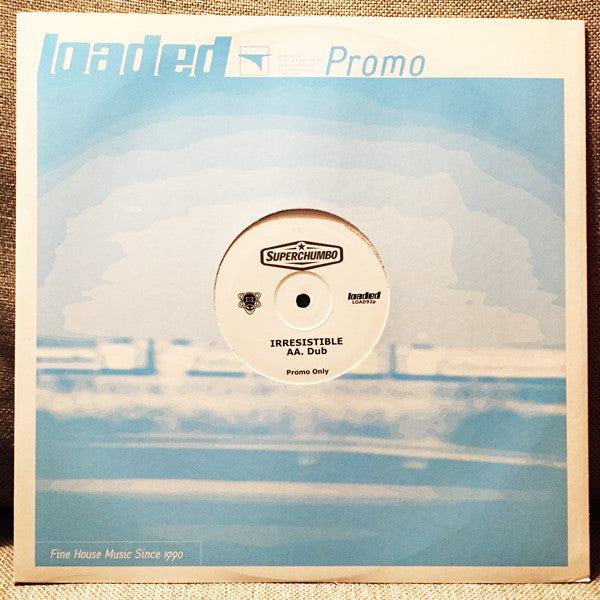 loaded
Promo
SUPERCHUMBO
loaded
LOAD92p
IRRESISTIBLE
AA. Dub
Promo Only
Fine House Music Since 1990